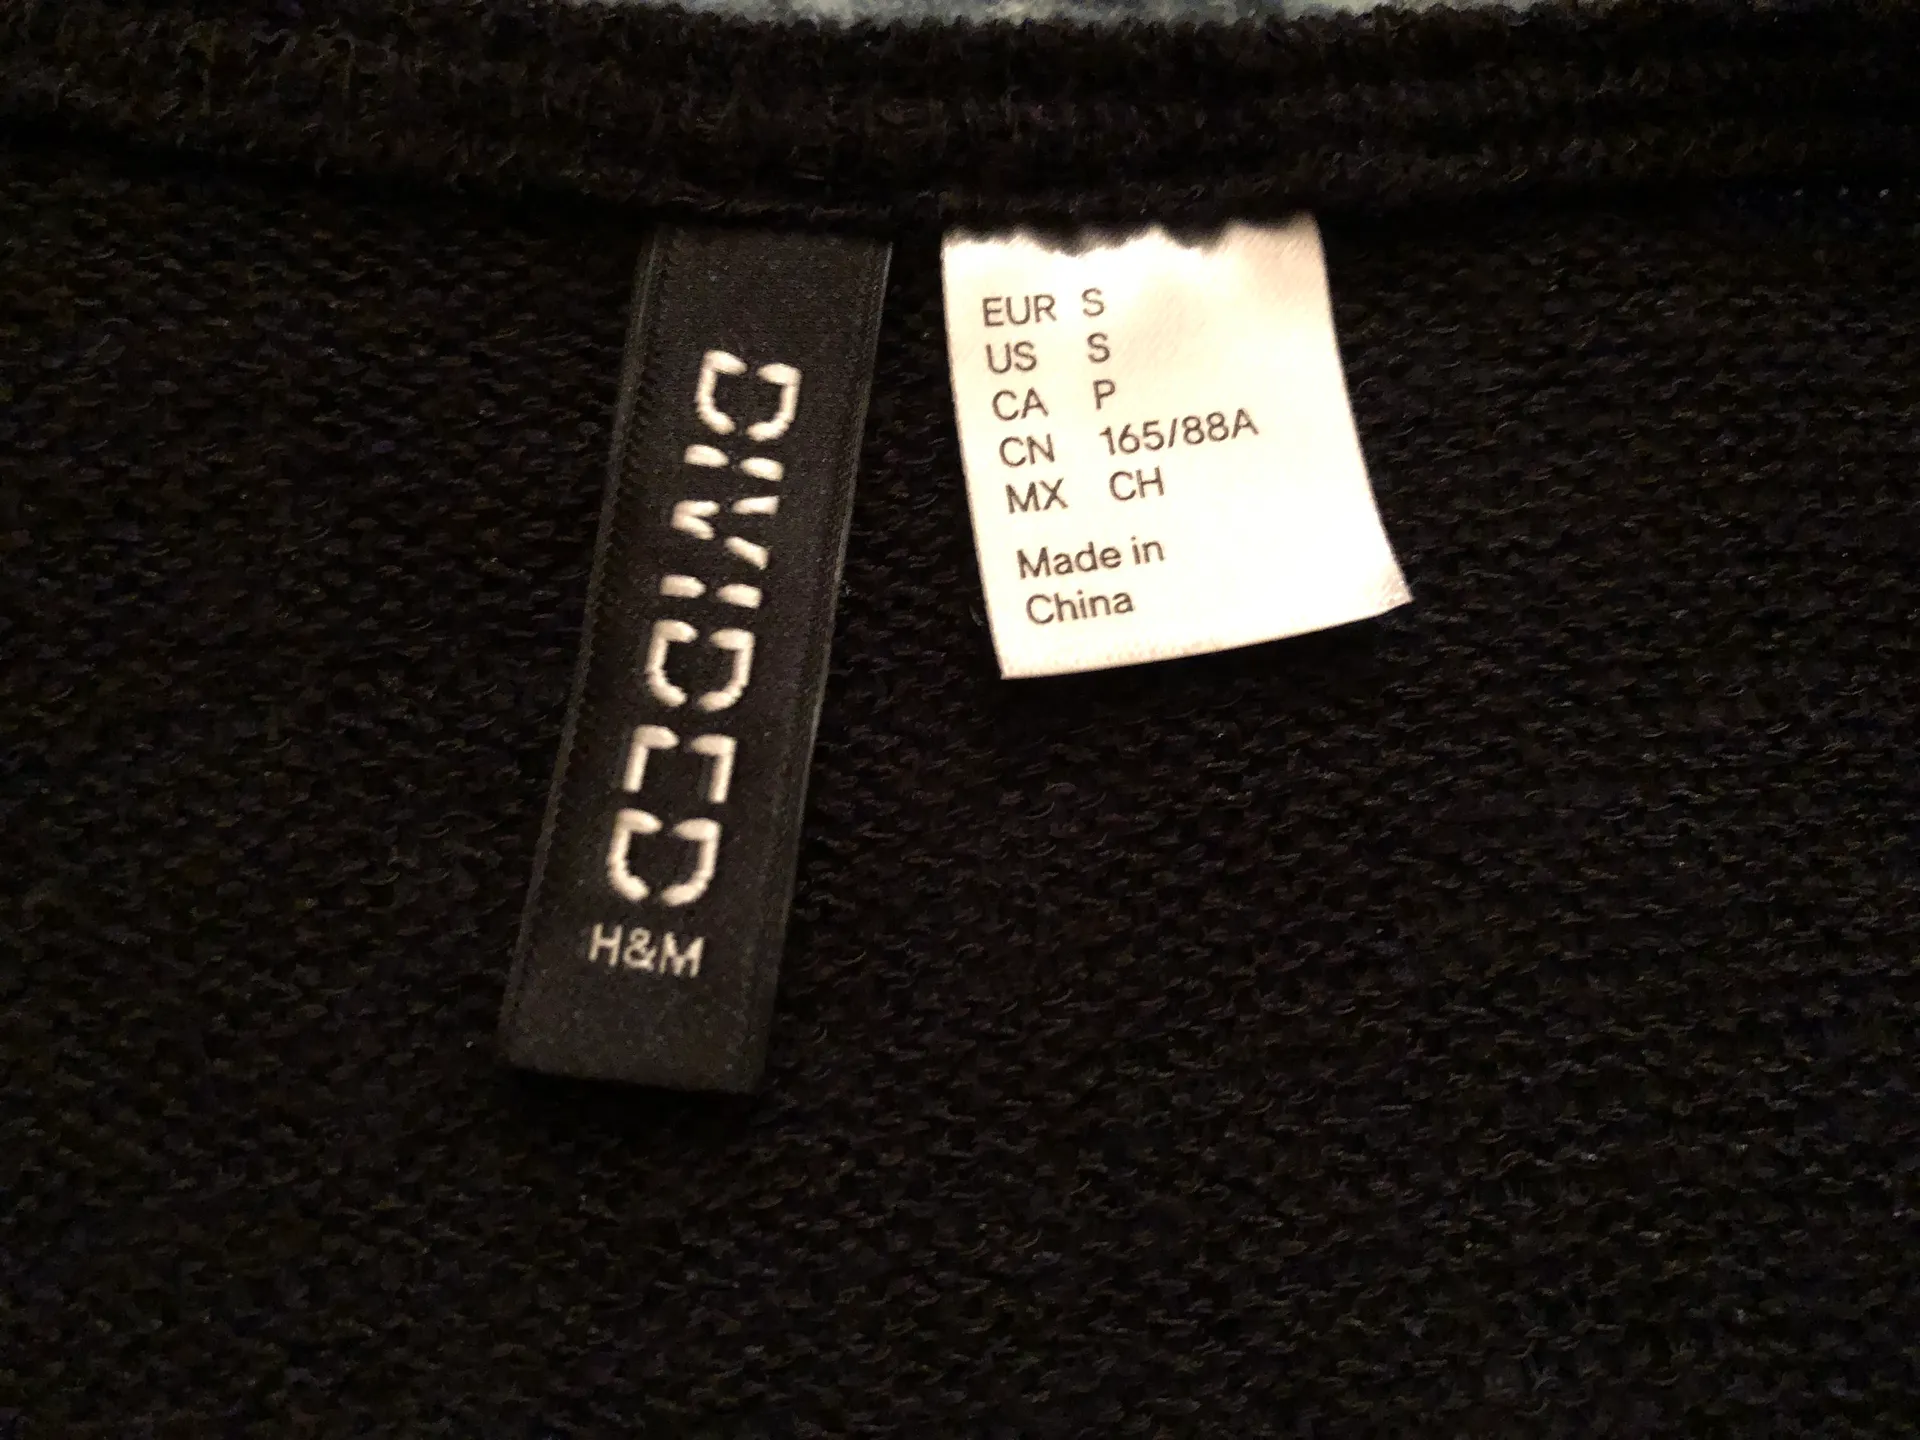 DIVIDED
H&M
EUR S
US S
CA P
CN 165/88A
MX CH
Made in
China